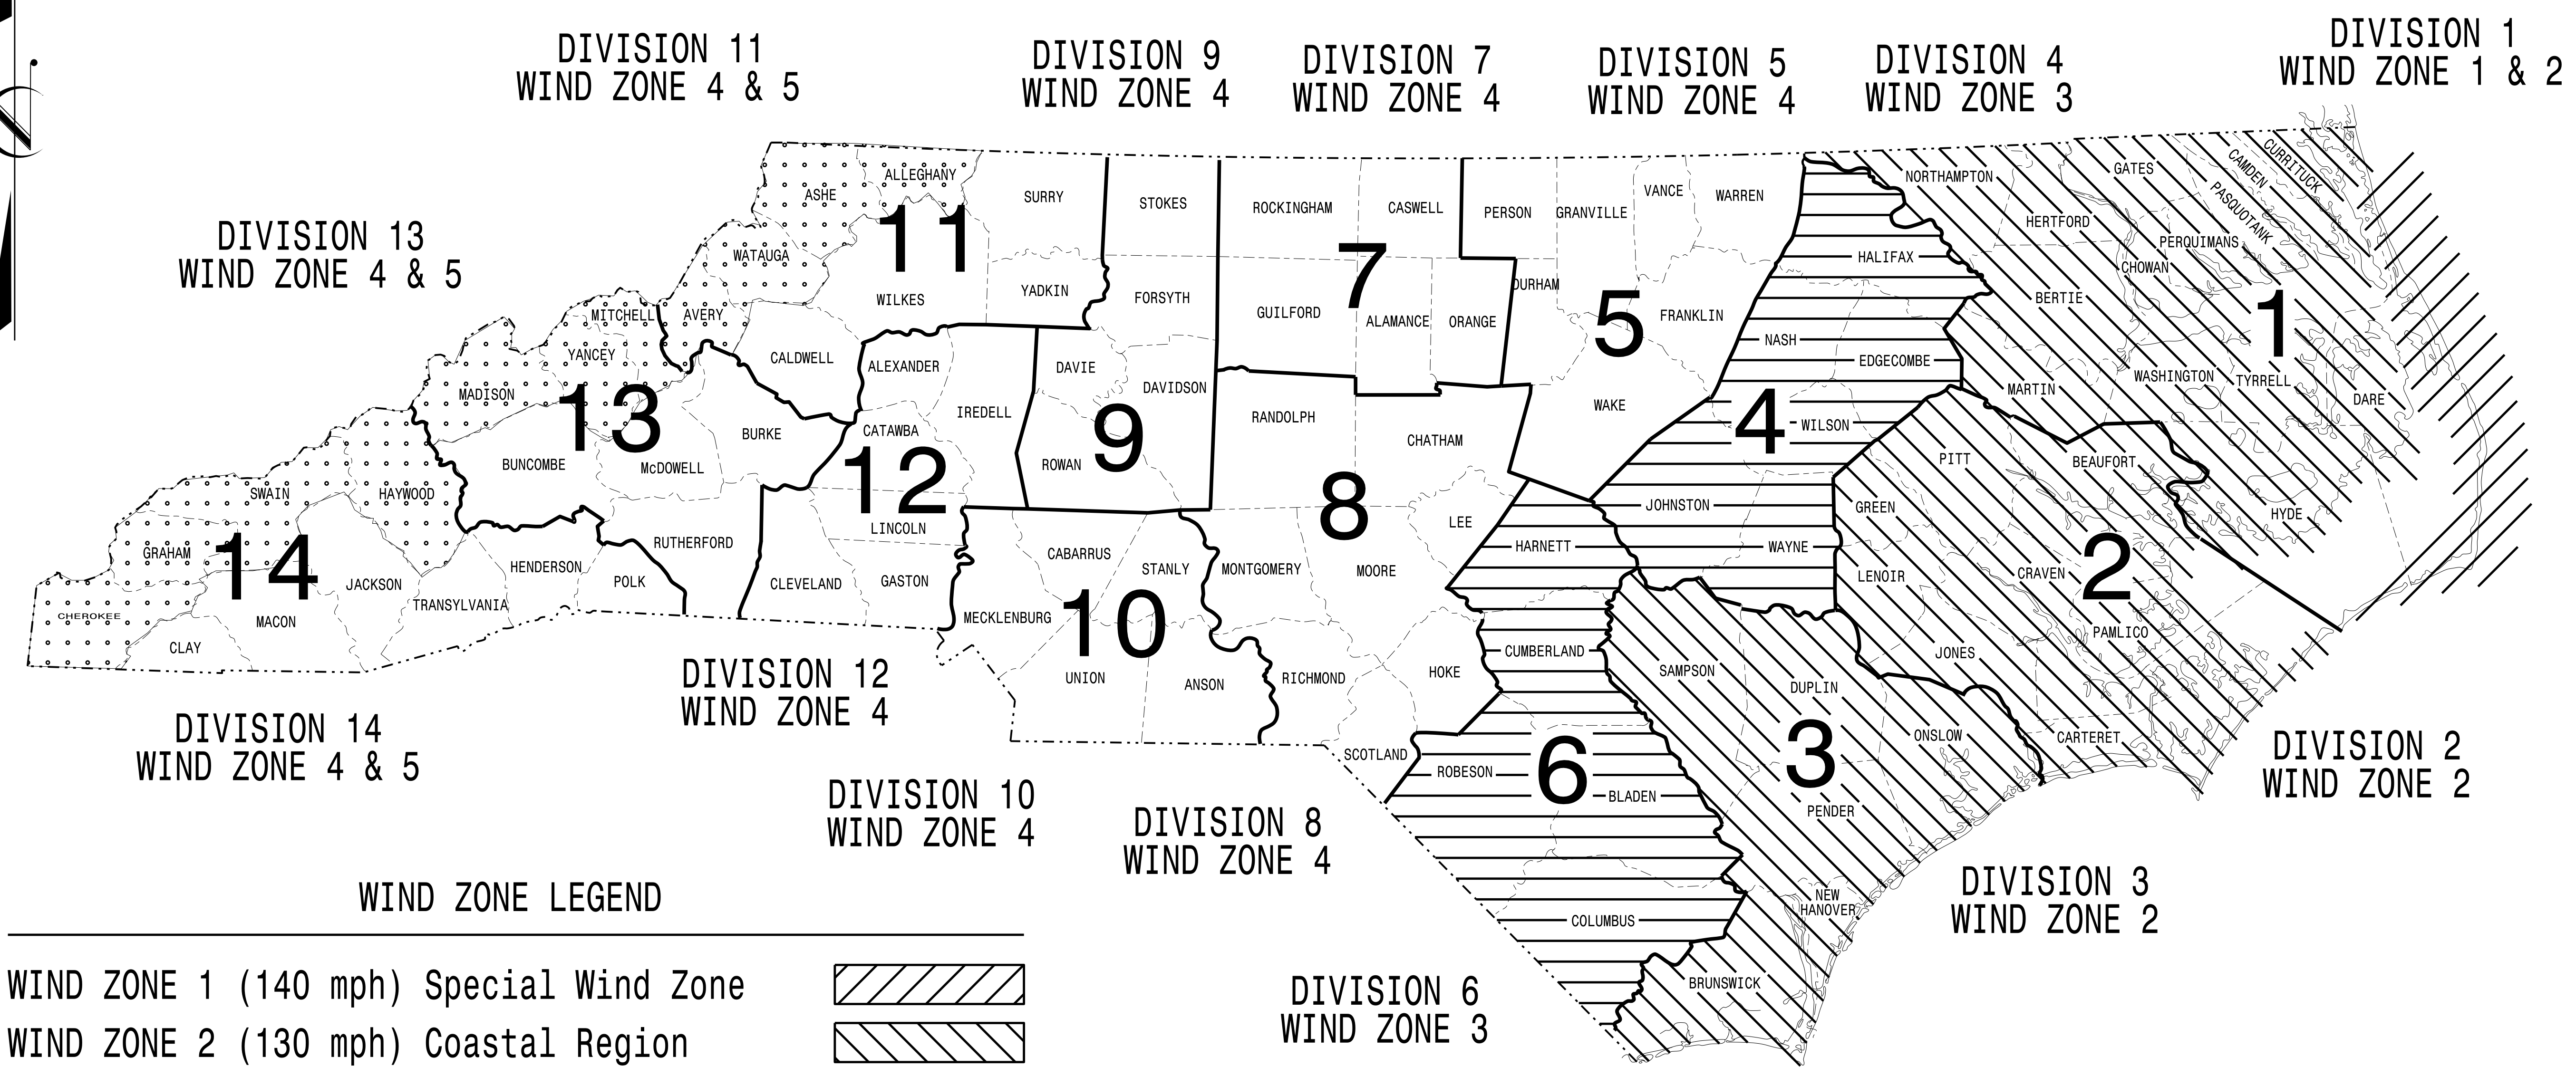 DIVISION 11
WIND ZONE 4 & 5
DIVISION 9
WIND ZONE 4
DIVISION 7
WIND ZONE 4
DIVISION 5
WIND ZONE 4
DIVISION 4
WIND ZONE 3
DIVISION 1
WIND ZONE 1 & 2
DIVISION 13
WIND ZONE 4 & 5
ASHE
ALLEGHANY
SURRY
STOKES
ROCKINGHAM
CASWELL
PERSON
GRANVILLE
VANCE
WARREN
NORTHAMPTON
GATES
CAMDEN
CURRITUCK
PASQUOTANK
HERTFORD
PERQUIMANS
CHOWAN
11
WATAUGA
WILKES
YADKIN
FORSYTH
7
GUILFORD
ALAMANCE
ORANGE
DURHAM
5
FRANKLIN
HALIFAX
BERTIE
1
MITCHELL
AVERY
YANCEY
CALDWELL
ALEXANDER
DAVIE
DAVIDSON
NASH
EDGECOMBE
MARTIN
WASHINGTON
TYRRELL
DARE
MADISON
13
BURKE
CATAWBA
IREDELL
9
ROWAN
RANDOLPH
CHATHAM
WAKE
4
WILSON
PITT
BEAUFORT
BUNCOMBE
McDOWELL
12
LINCOLN
8
LEE
JOHNSTON
GREEN
HYDE
SWAIN
HAYWOOD
GRAHAM
14
JACKSON
MACON
CHEROKEE
CLAY
TRANSYLVANIA
HENDERSON
POLK
RUTHERFORD
CLEVELAND
GASTON
CABARRUS
STANLY
MECKLENBURG
10
UNION
ANSON
MONTGOMERY
MOORE
RICHMOND
HOKE
SCOTLAND
HARNETT
WAYNE
LENOIR
CRAVEN
2
PAMLICO
JONES
CUMBERLAND
SAMPSON
DUPLIN
ONSLOW
CARTERET
ROBESON
6
BLADEN
3
PENDER
COLUMBUS
NEW
HANOVER
BRUNSWICK
DIVISION 12
WIND ZONE 4
DIVISION 14
WIND ZONE 4 & 5
DIVISION 10
WIND ZONE 4
DIVISION 8
WIND ZONE 4
DIVISION 2
WIND ZONE 2
DIVISION 3
WIND ZONE 2
DIVISION 6
WIND ZONE 3
WIND ZONE LEGEND
WIND ZONE 1 (140 mph) Special Wind Zone
WIND ZONE 2 (130 mph) Coastal Region